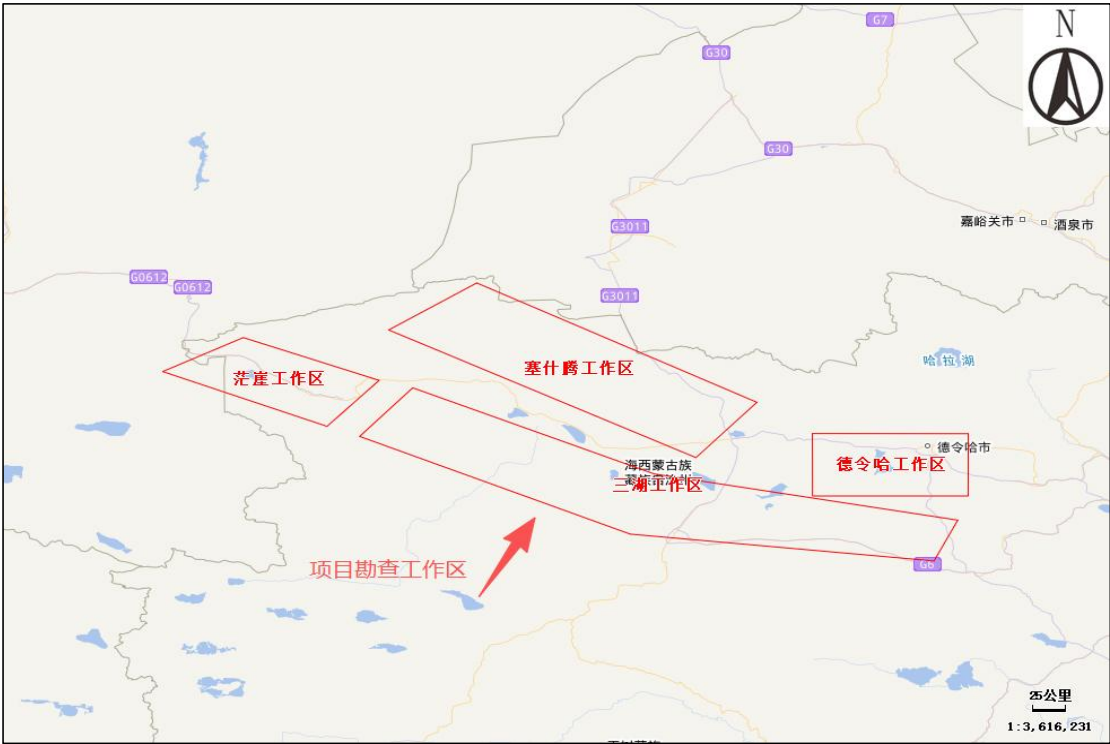 G7
N
G30
G30
嘉峪关市
酒泉市
G3011
G0612
G0612
G3011
哈拉湖
茫崖工作区
塞什腾工作区
德令哈市
德令哈工作区
海西蒙古族
三湖工作区
项目勘查工作区
G6
25公里
1:3,616,231